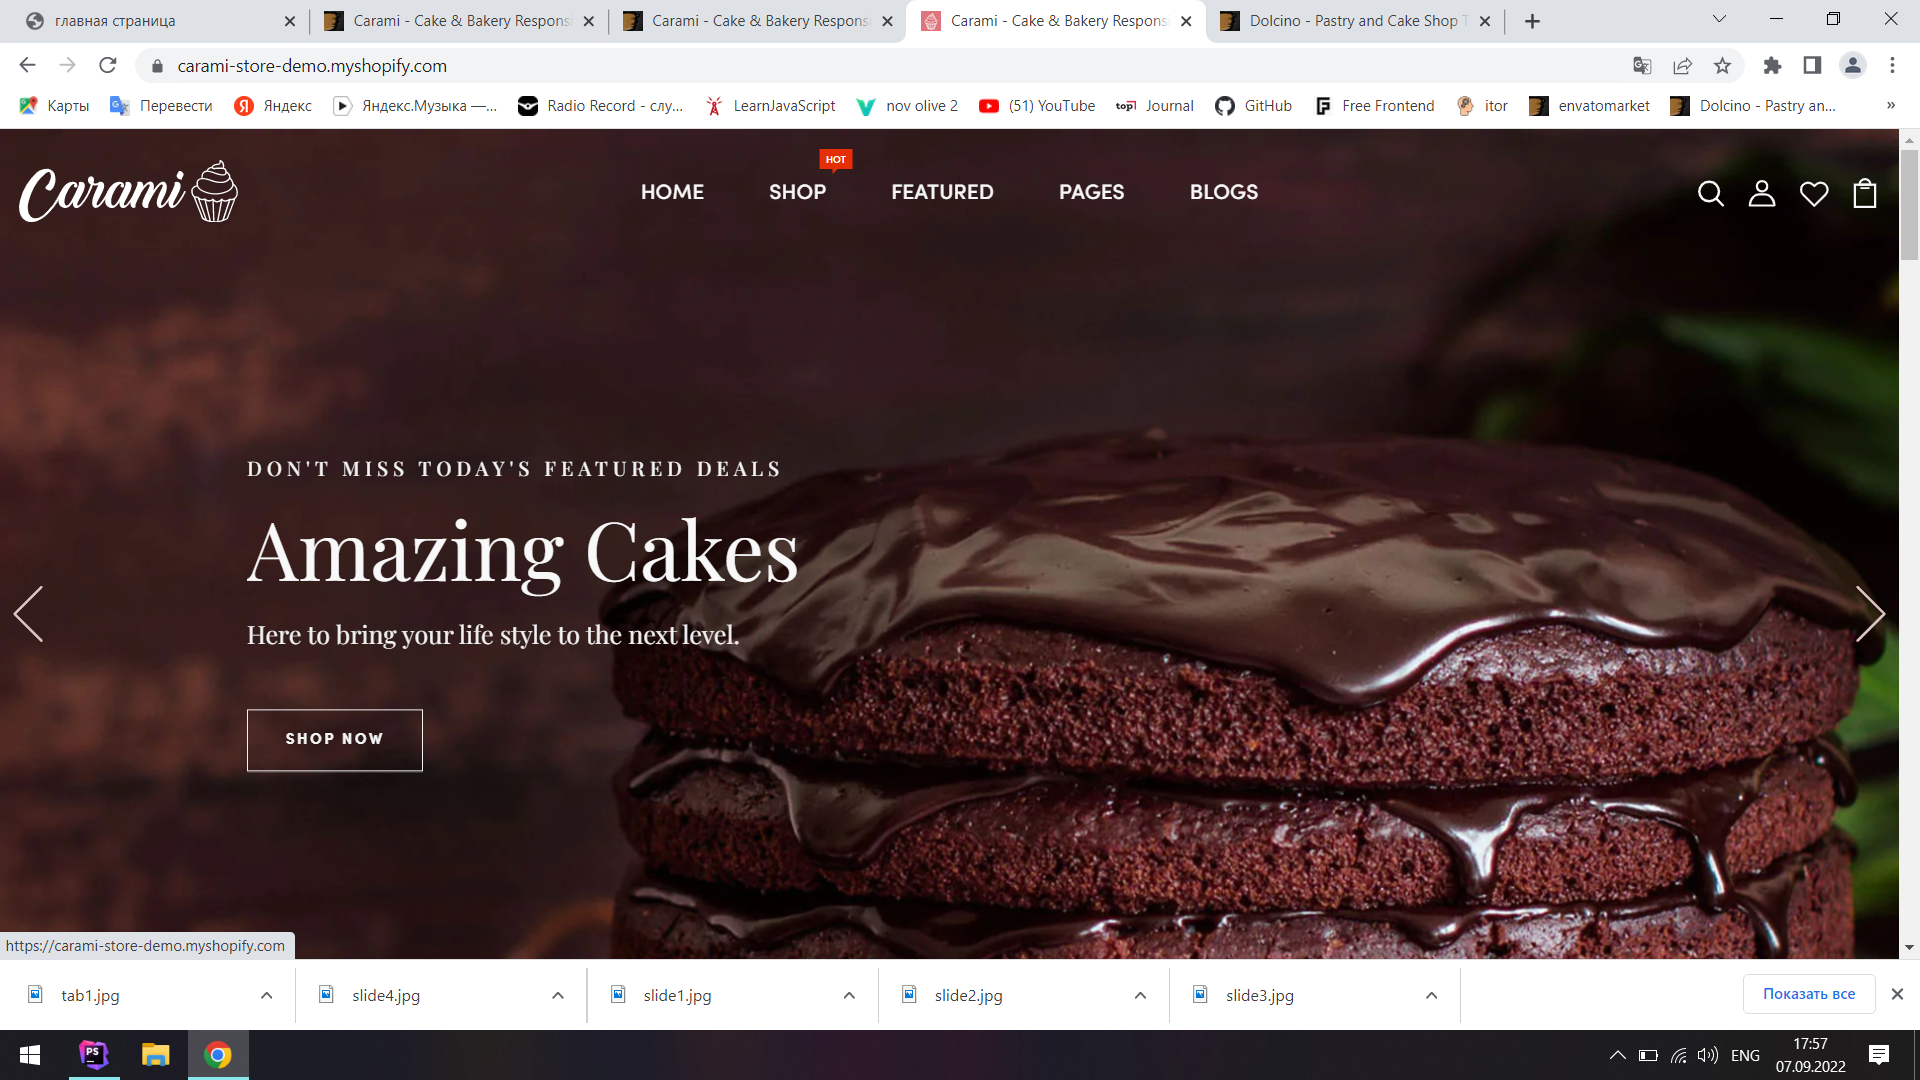 главная страница
Carami - Cake & Bakery Respons
Carami - Cake & Bakery Respons
Carami - Cake & Bakery Respons
Dolcino - Pastry and Cake Shop T
carami-store-demo.myshopify.com
Карты
Перевести
Яндекс
Яндекс.Музыка —...
Radio Record - слу...
LearnJavaScript
nov olive 2
(51) YouTube
Journal
GitHub
Free Frontend
itor
envatomarket
Dolcino - Pastry an...
»
Carami
HOME
SHOP
HOT
FEATURED
PAGES
BLOGS
DON'T MISS TODAY'S FEATURED DEALS
Amazing Cakes
Here to bring your life style to the next level.
SHOP NOW
https://carami-store-demo.myshopify.com
tab1.jpg
slide4.jpg
slide1.jpg
slide2.jpg
slide3.jpg
Показать все
PS
ENG
17:57
07.09.2022